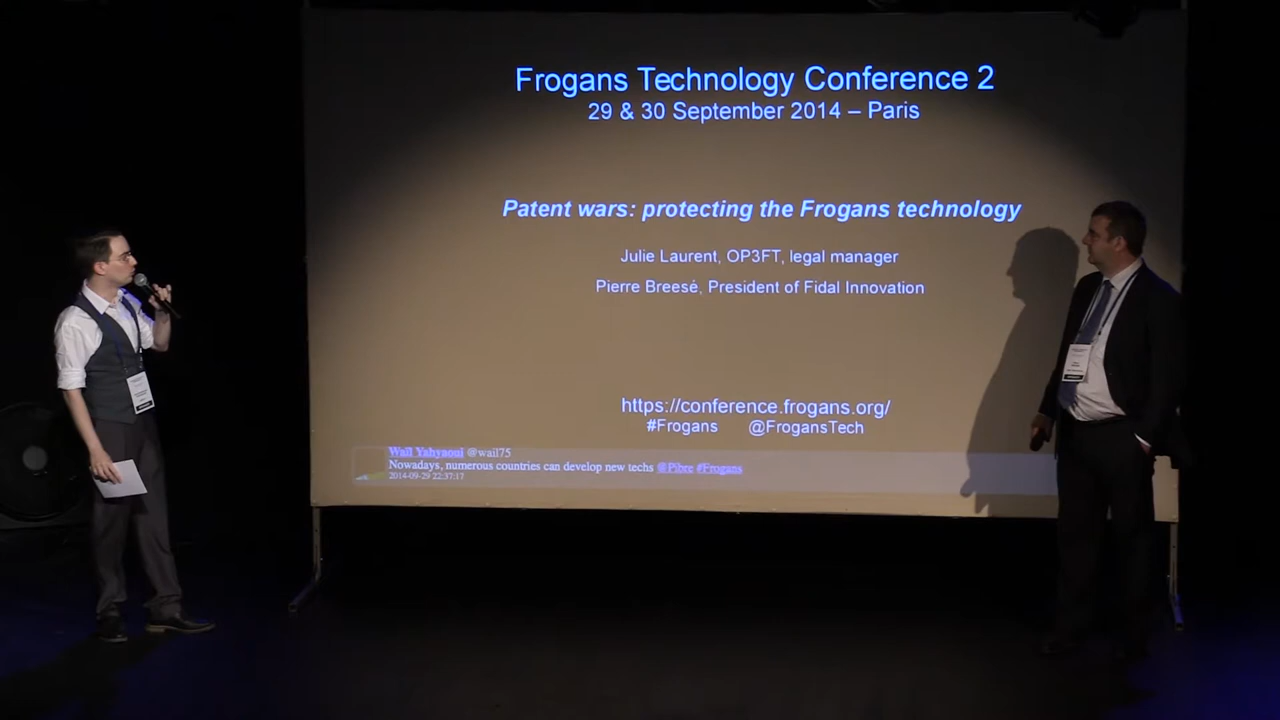 Frogans Technology Conference 2
29 & 30 September 2014 – Paris
Patent wars: protecting the Frogans technology
Julie Laurent, OP3FT, legal manager
Pierre Breesé, President of Fidal Innovation
https://conference.frogans.org/
#Frogans @FrogansTech
Waïl Yahyaoui @wail75
Nowadays, numerous countries can develop new techs @Pibre #Frogans
2014-09-29 22:37:17